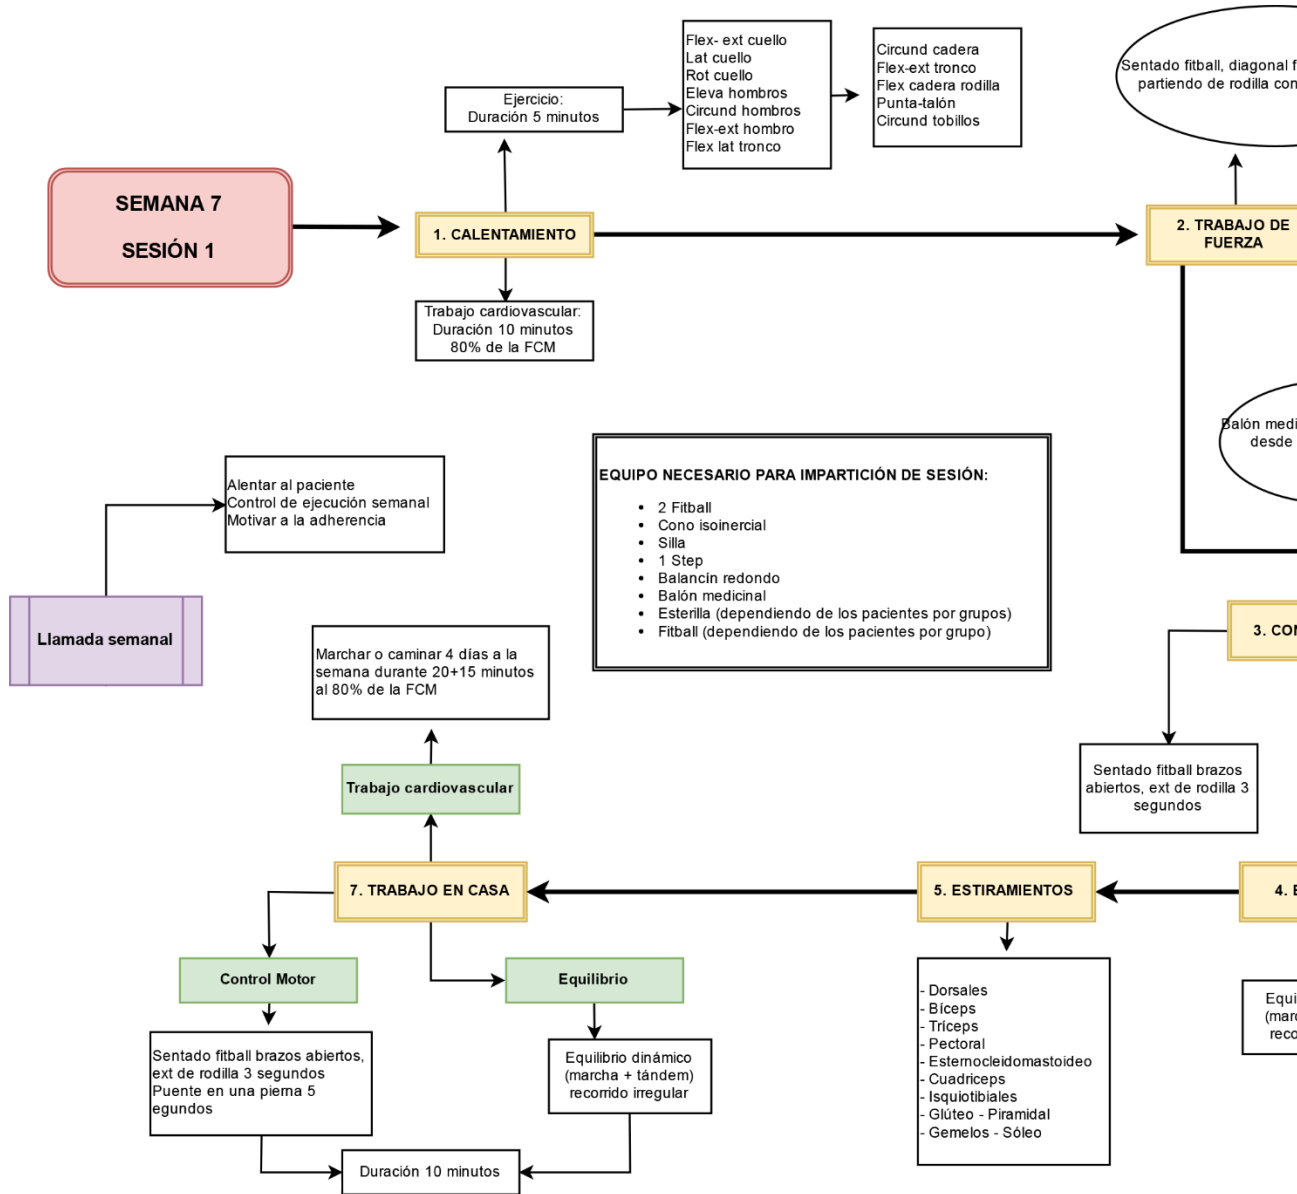 Flex- ext cuello
Lat cuello
Rot cuello
Eleva hombros
Circund hombros
Flex-ext hombro
Flex lat tronco
Circund cadera
Flex-ext tronco
Flex cadera rodilla
Punta-talón
Circund tobillos
Sentado fitball, diagonal f
partiendo de rodilla con
Ejercicio:
Duración 5 minutos
SEMANA 7
SESIÓN 1
1. CALENTAMIENTO
2. TRABAJO DE
FUERZA
Trabajo cardiovascular:
Duración 10 minutos
80% de la FCM
Balón medi
desde
Alentar al paciente
Control de ejecución semanal
Motivar a la adherencia
EQUIPO NECESARIO PARA IMPARTICIÓN DE SESIÓN:
• 2 Fitball
• Cono isoinercial
• Silla
• 1 Step
• Balancín redondo
• Balón medicinal
• Esterilla (dependiendo de los pacientes por grupos)
• Fitball (dependiendo de los pacientes por grupo)
Llamada semanal
3. CON
Marchar o caminar 4 días a la
semana durante 20+15 minutos
al 80% de la FCM
Trabajo cardiovascular
Sentado fitball brazos
abiertos, ext de rodilla 3
segundos
7. TRABAJO EN CASA
5. ESTIRAMIENTOS
4. E
Control Motor
Equilibrio
- Dorsales
- Bíceps
- Tríceps
- Pectoral
- Esternocleidomastoideo
- Cuadriceps
- Isquiotibiales
- Glúteo - Piramidal
- Gemelos - Sóleo
Equi
(marc
reco
Sentado fitball brazos abiertos,
ext de rodilla 3 segundos
Puente en una pierna 5
egundos
Equilibrio dinámico
(marcha + tándem)
recorrido irregular
Duración 10 minutos